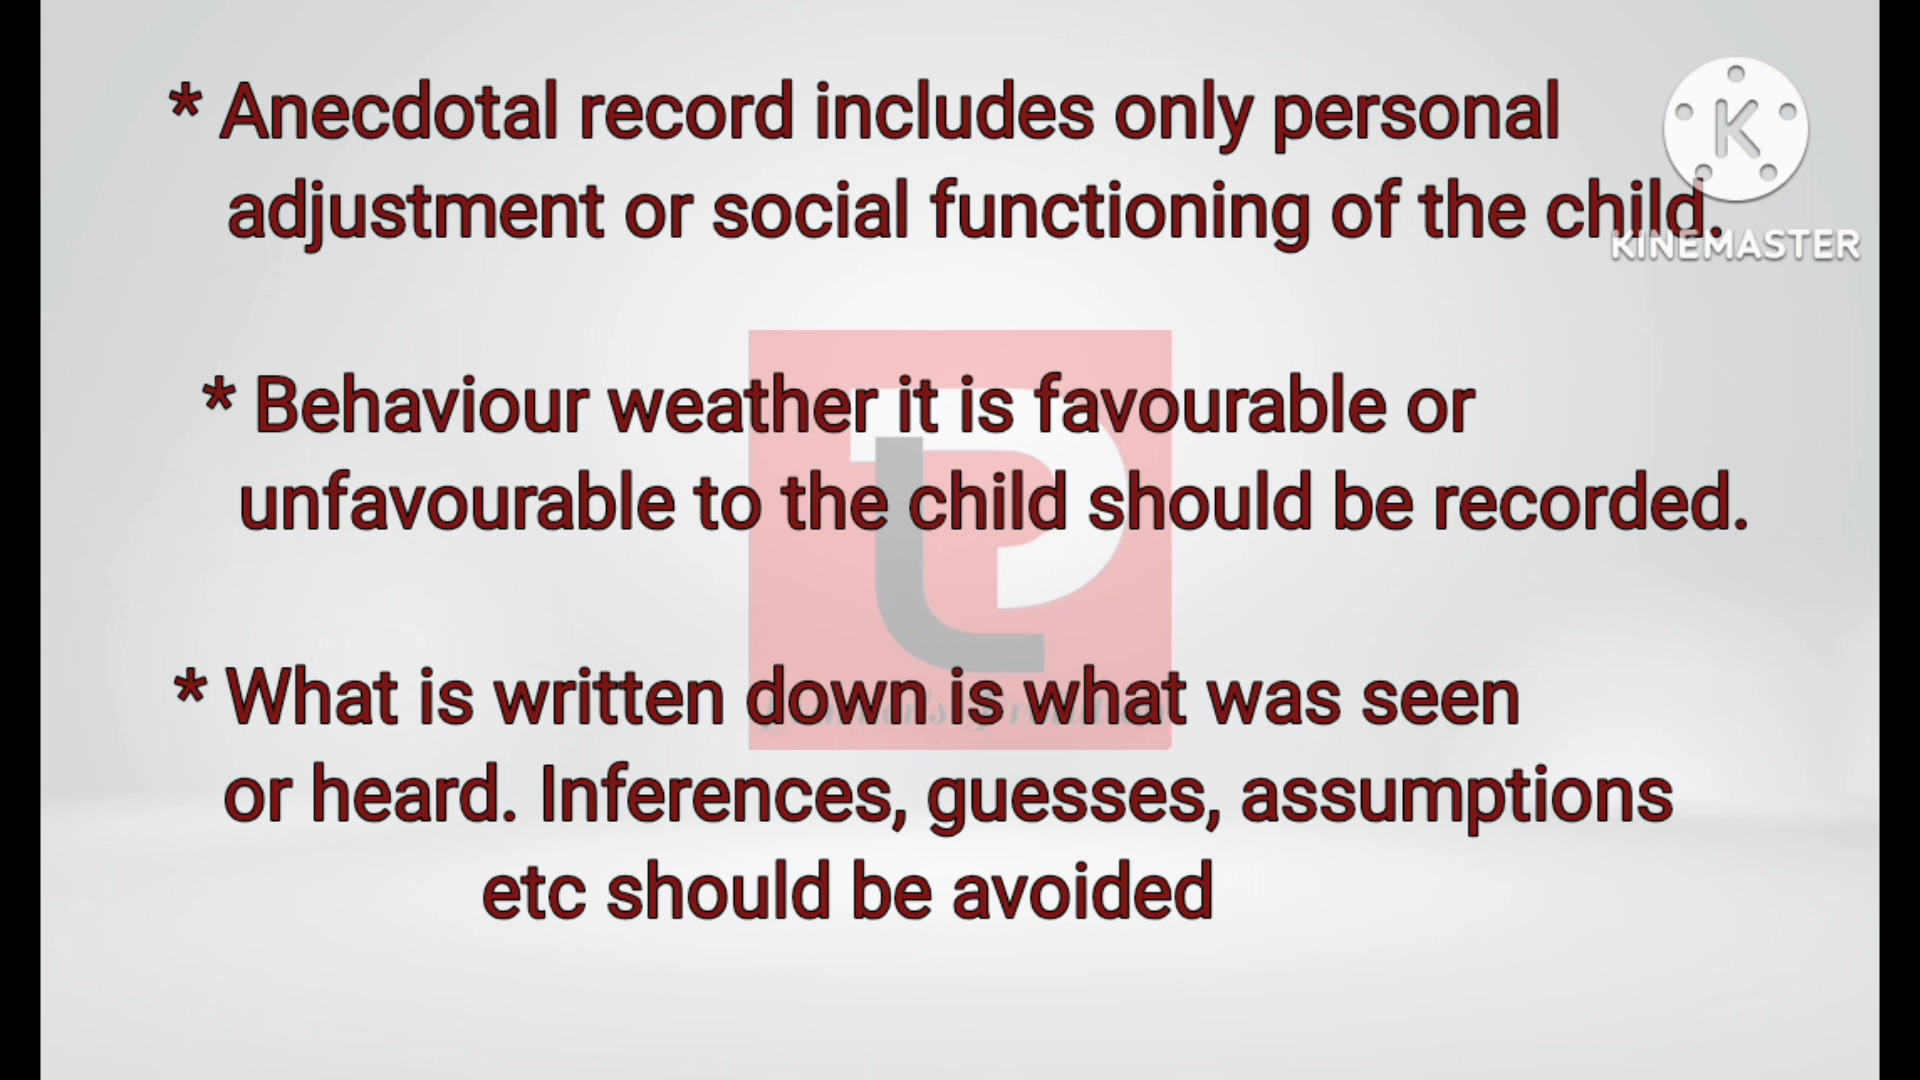 * Anecdotal record includes only personal
adjustment or social functioning of the child.
KINEMASTER
* Behaviour weather it is favourable or
unfavourable to the child should be recorded.
* What is written down is what was seen
or heard. Inferences, guesses, assumptions
etc should be avoided